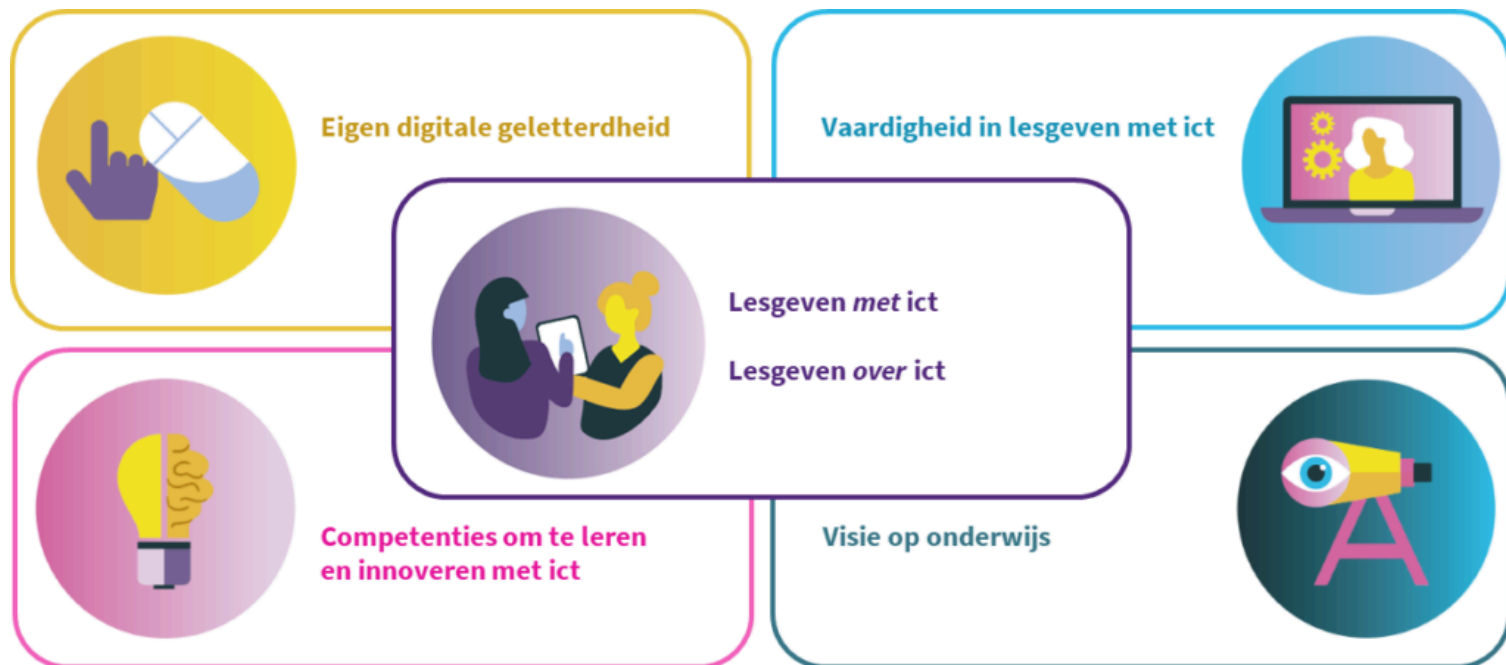 Eigen digitale geletterdheid
Vaardigheid in lesgeven met ict
Lesgeven met ict
Lesgeven over ict
Competenties om te leren
en innoveren met ict
Visie op onderwijs